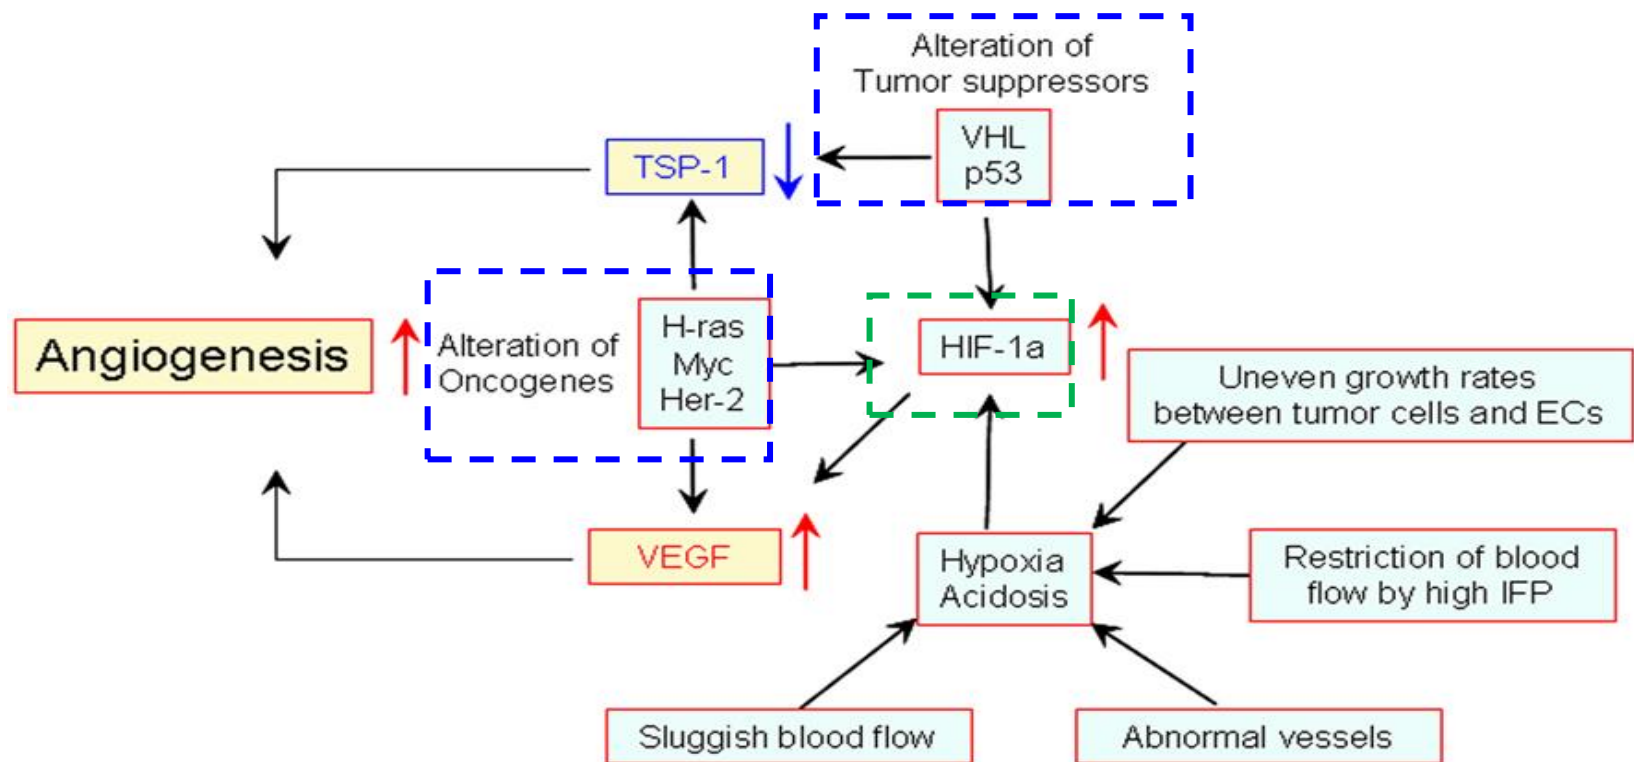 Alteration of
Tumor suppressors
VHL
p53
TSP-1
Angiogenesis
Alteration of
Oncogenes
H-ras
Myc
Her-2
HIF-1a
Uneven growth rates
between tumor cells and ECs
VEGF
Hypoxia
Acidosis
Restriction of blood
flow by high IFP
Sluggish blood flow
Abnormal vessels